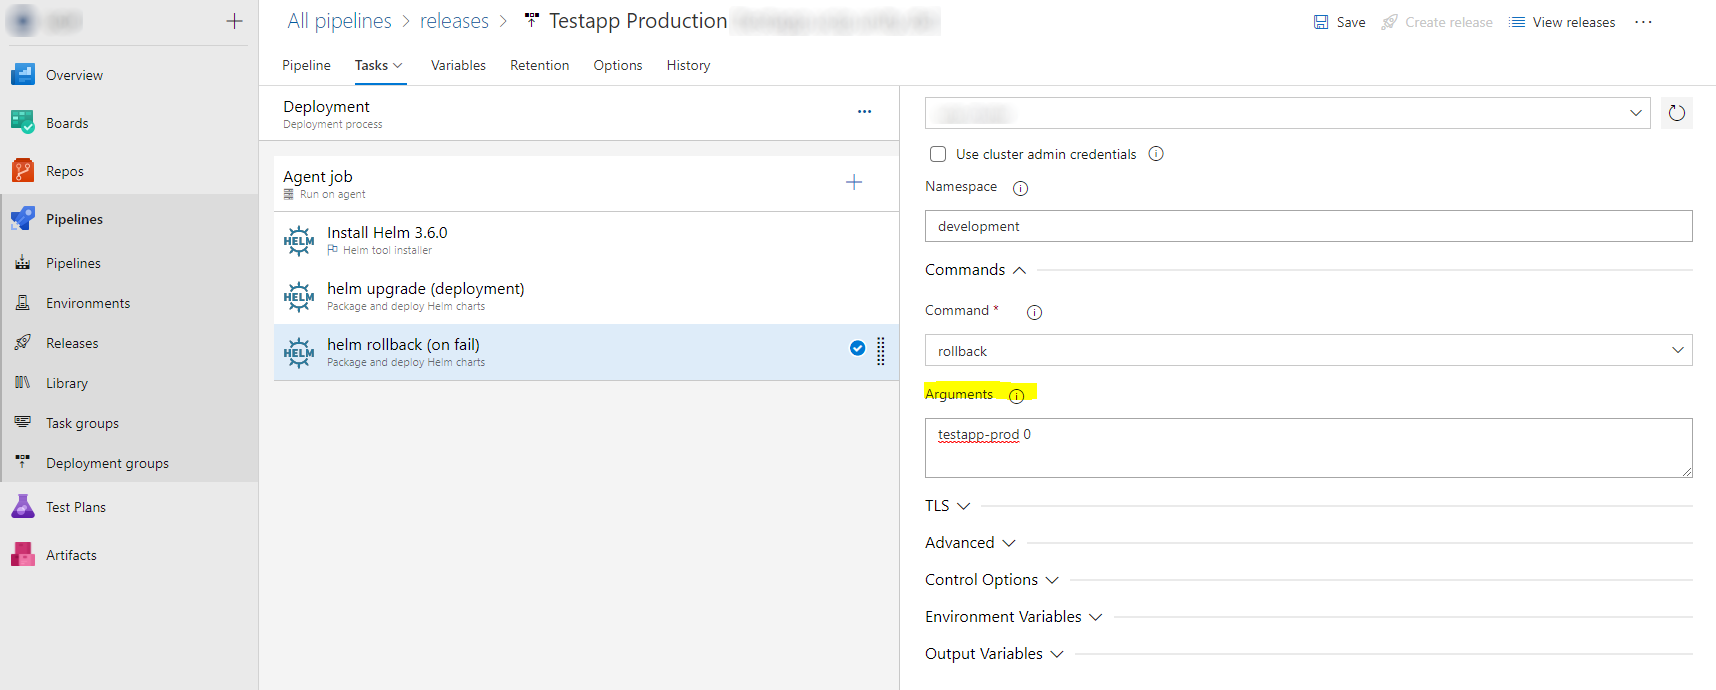 All pipelines > releases > Testapp Production
Save
Create release
View releases
Overview
Boards
Repos
Pipelines
Pipelines
Environments
Releases
Library
Task groups
Deployment groups
Test Plans
Artifacts
Pipeline
Tasks
Variables
Retention
Options
History
Deployment
Deployment process
Agent job
Run on agent
HELM
Install Helm 3.6.0
Helm tool installer
HELM
helm upgrade (deployment)
Package and deploy Helm charts
HELM
helm rollback (on fail)
Package and deploy Helm charts
Use cluster admin credentials
Namespace
development
Commands
Command *
rollback
Arguments
testapp-prod 0
TLS
Advanced
Control Options
Environment Variables
Output Variables